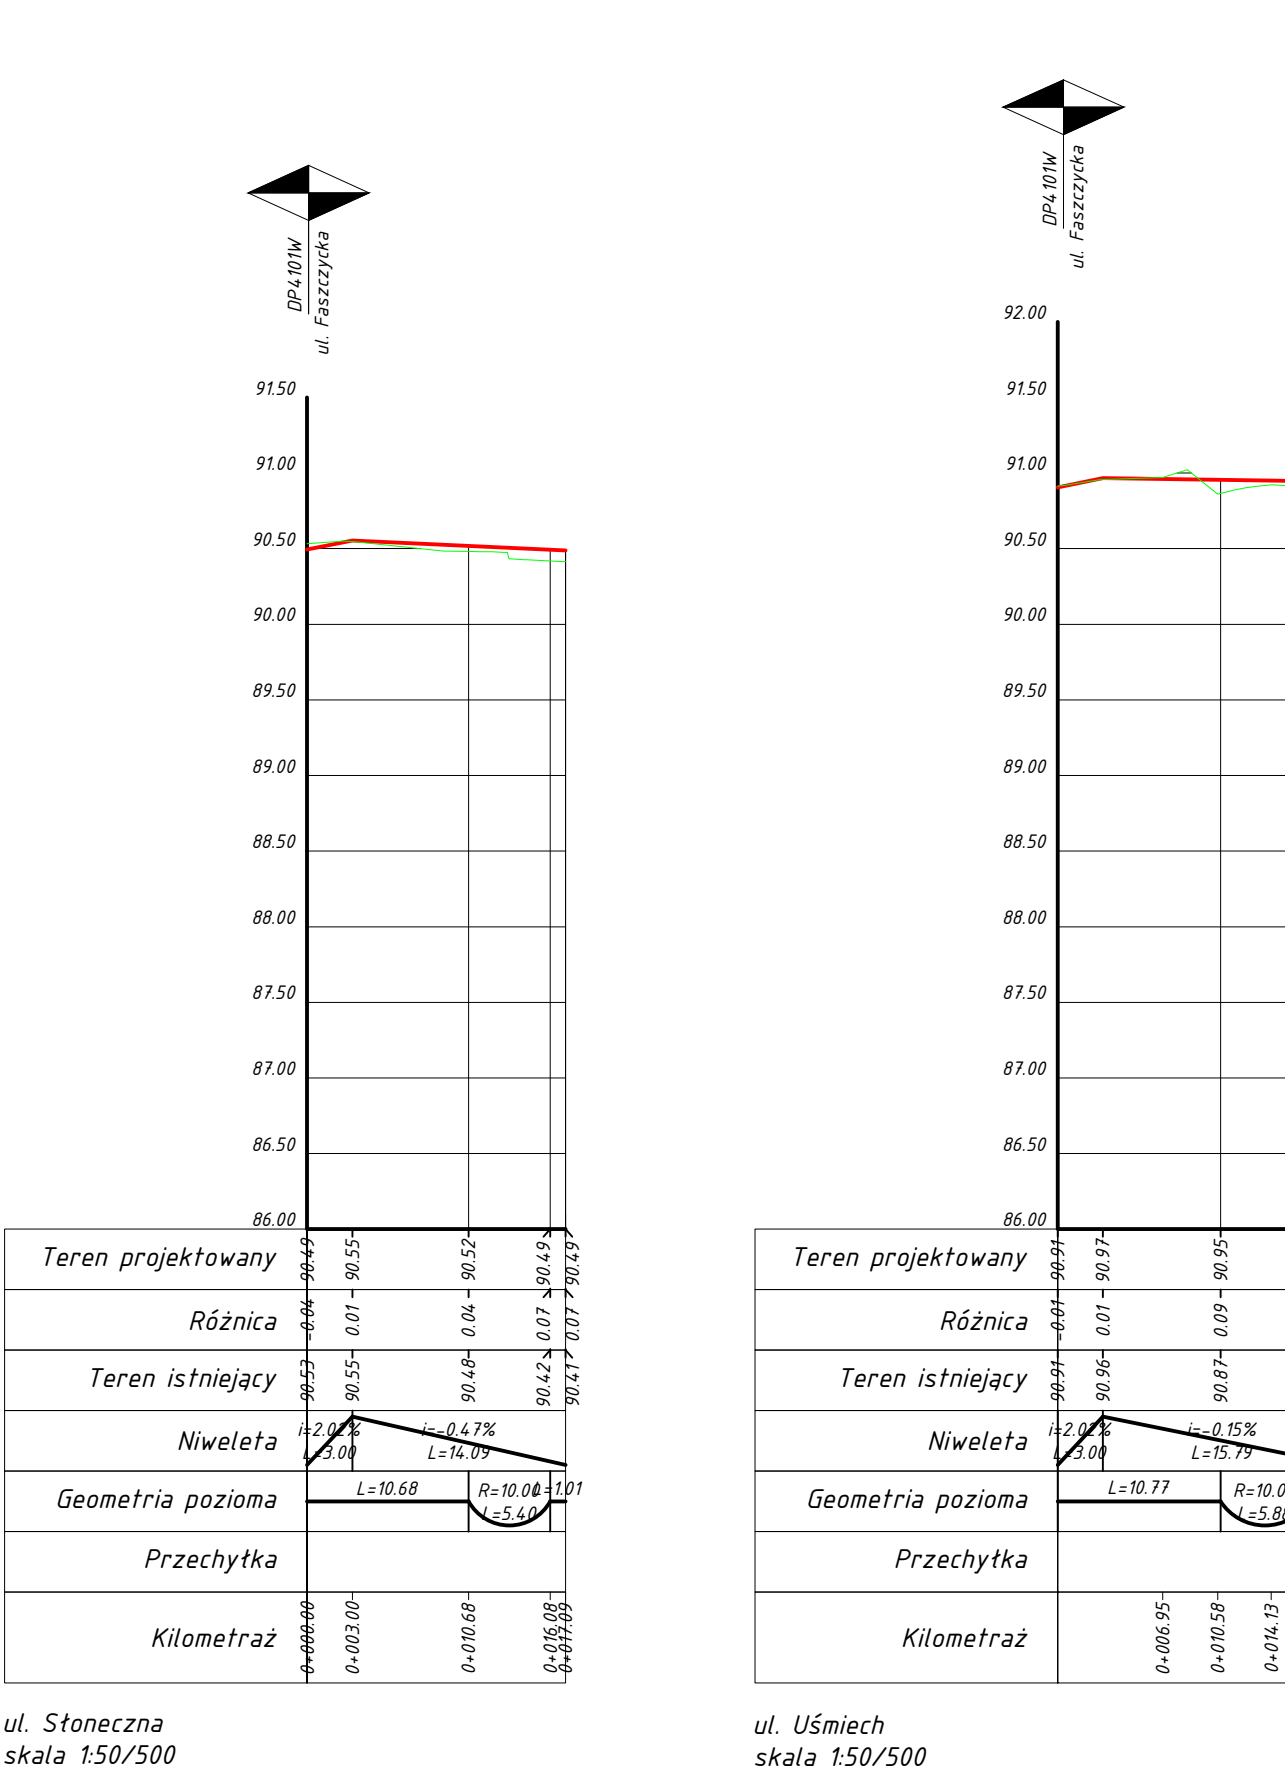 DP4101W
ul. Faszczycka
91.50
91.00
90.50
90.00
89.50
89.00
88.50
88.00
87.50
87.00
86.50
86.00
Teren projektowany 90.49 90.55 90.52 90.49 90.49
Różnica -0.04 0.01 0.04 0.07 0.07
Teren istniejący 90.53 90.55 90.48 90.42 90.41
Niweleta i=2.02% L=3.00 i=-0.47% L=14.09
Geometria pozioma L=10.68 R=10.00 L=5.40 L=1.01
Przechyłka
Kilometraż 0+000.00 0+003.00 0+010.68 0+016.08 0+017.09
ul. Słoneczna
skala 1:50/500
DP4101W
ul. Faszczycka
92.00
91.50
91.00
90.50
90.00
89.50
89.00
88.50
88.00
87.50
87.00
86.50
86.00
Teren projektowany 90.91 90.97 90.95
Różnica -0.01 0.01 0.09
Teren istniejący 90.91 90.96 90.87
Niweleta i=2.02% L=3.00 i=-0.15% L=15.79
Geometria pozioma L=10.77 R=10.0 L=5.8
Przechyłka
Kilometraż 0+006.95 0+010.58 0+014.13
ul. Uśmiech
skala 1:50/500